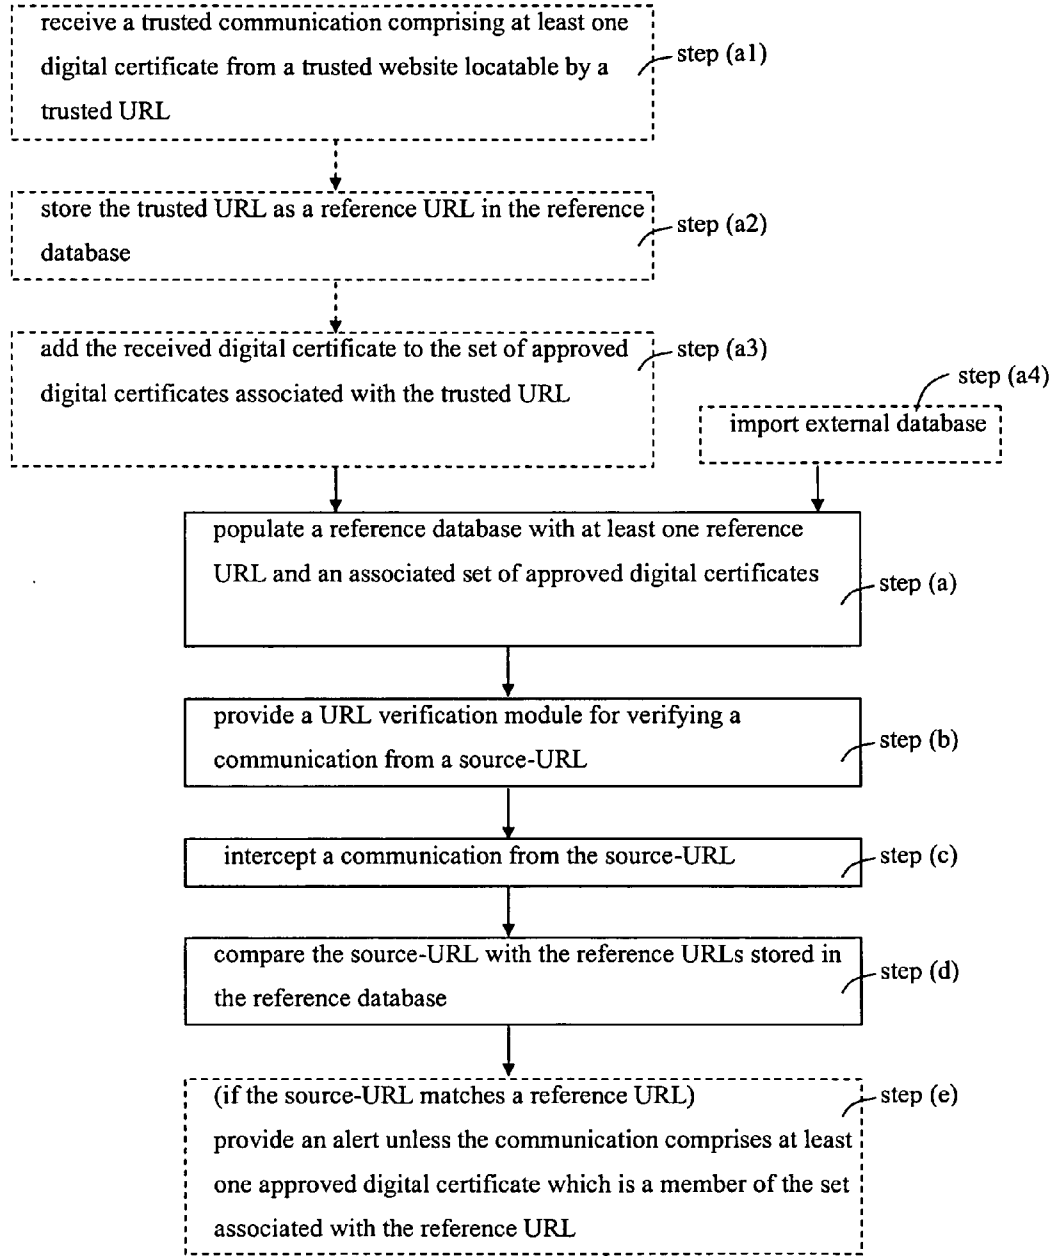 receive a trusted communication comprising at least one
digital certificate from a trusted website locatable by a
trusted URL
step (a1)
store the trusted URL as a reference URL in the reference
database
step (a2)
add the received digital certificate to the set of approved
digital certificates associated with the trusted URL
step (a3)
step (a4)
import external database
populate a reference database with at least one reference
URL and an associated set of approved digital certificates
step (a)
provide a URL verification module for verifying a
communication from a source-URL
step (b)
intercept a communication from the source-URL
step (c)
compare the source-URL with the reference URLs stored in
the reference database
step (d)
(if the source-URL matches a reference URL)
provide an alert unless the communication comprises at least
one approved digital certificate which is a member of the set
associated with the reference URL
step (e)